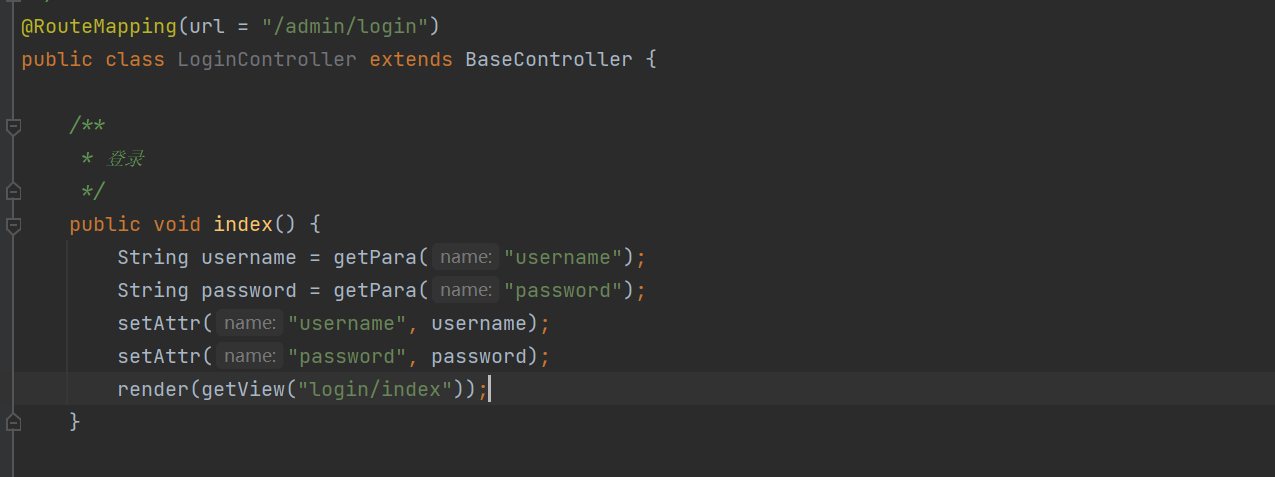 @RouteMapping(url = "/admin/login")
public class LoginController extends BaseController {
/**
* 登录
*/
public void index() {
String username = getPara( name: "username");
String password = getPara( name: "password");
setAttr( name: "username", username);
setAttr( name: "password", password);
render(getView("login/index"));
}